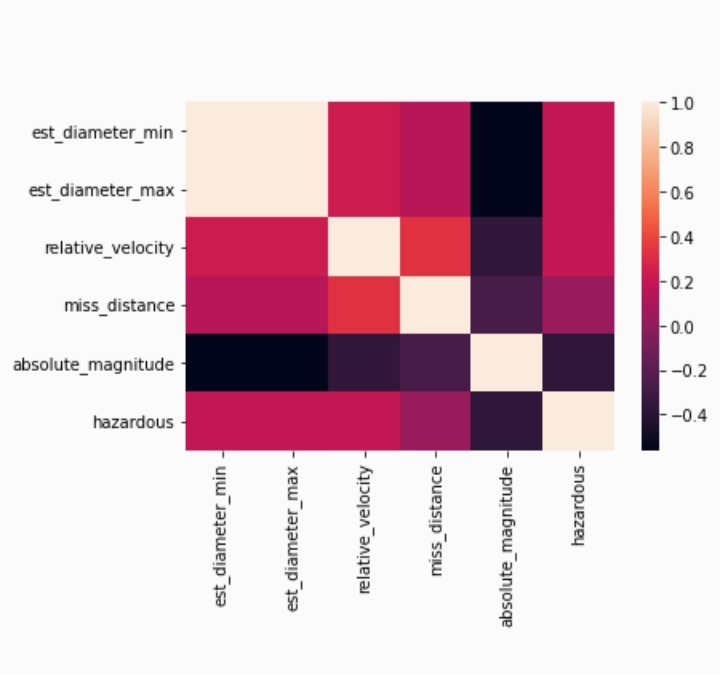 est_diameter_min
est_diameter_max
relative_velocity
miss_distance
absolute_magnitude
hazardous
est_diameter_min
est_diameter_max
relative_velocity
miss_distance
absolute_magnitude
hazardous
1.0
0.8
0.6
0.4
0.2
0.0
−0.2
−0.4